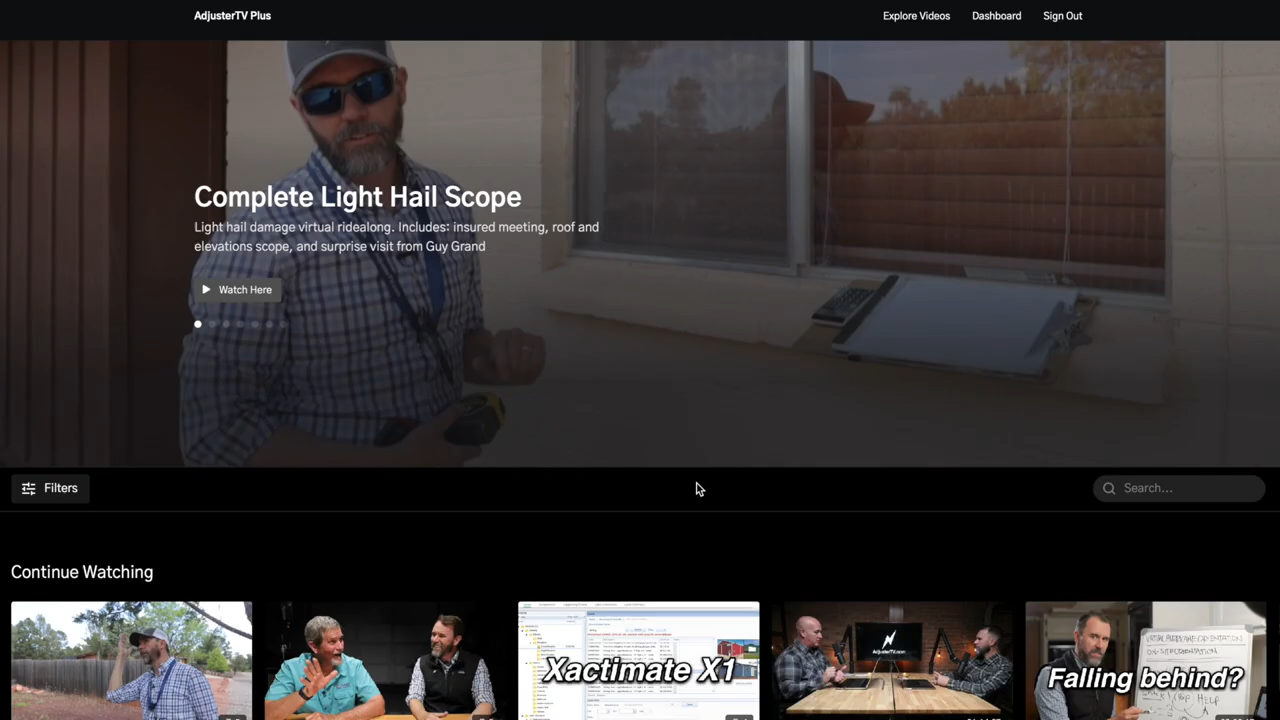 AdjusterTV Plus
Explore Videos
Dashboard
Sign Out
Complete Light Hail Scope
Light hail damage virtual ridealong. Includes: insured meeting, roof and
elevations scope, and surprise visit from Guy Grand
Watch Here
Filters
Search...
Continue Watching
Xactimate X1
AdjusterTV.com
Falling behind?